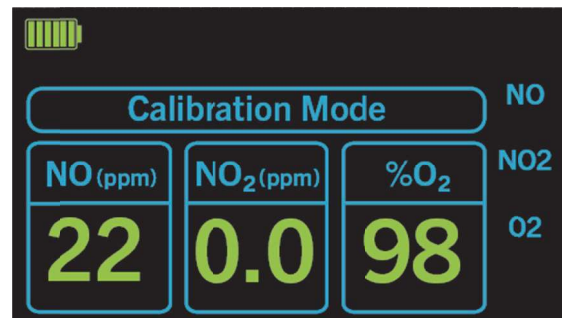 Calibration Mode
NO
NO (ppm) NO₂ (ppm) %O₂
NO2
22 0.0 98
O2